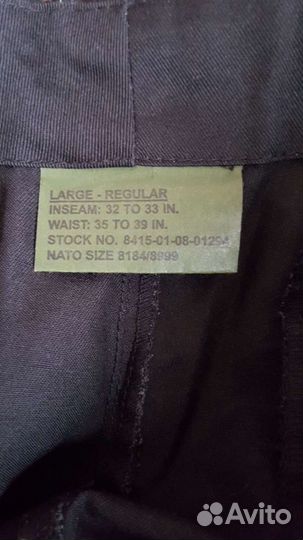 LARGE - REGULAR
INSEAM: 32 TO 33 IN.
WAIST: 35 TO 39 IN.
STOCK NO. 8415-01-08-01294
NATO SIZE 8184/8999
Avito